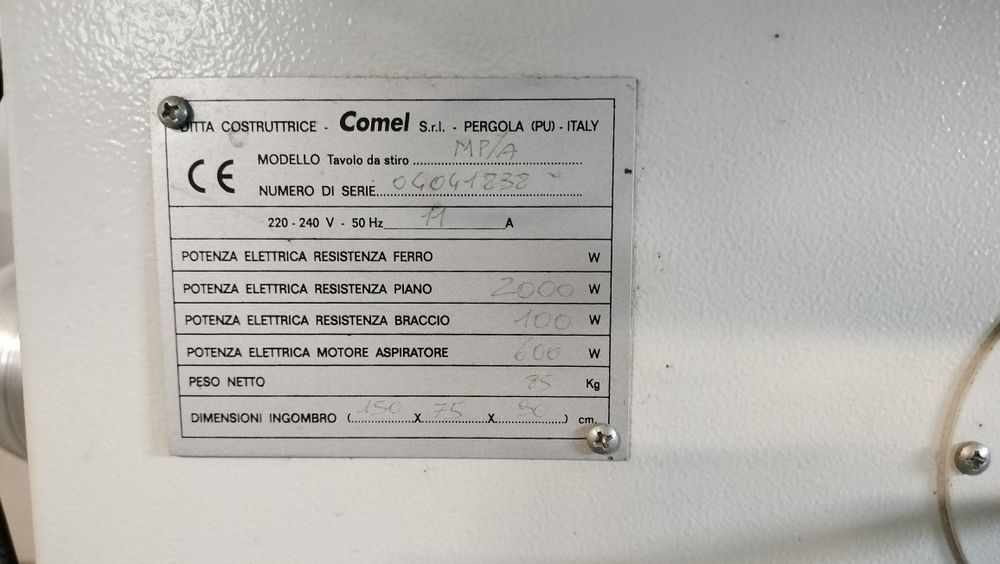 DITTA COSTRUTTRICE - Comel S.r.l. - PERGOLA (PU) - ITALY
CE
MODELLO Tavolo da stiro MP/A
NUMERO DI SERIE 04041838
220 - 240 V - 50 Hz 11 A
POTENZA ELETTRICA RESISTENZA FERRO W
POTENZA ELETTRICA RESISTENZA PIANO 2000 W
POTENZA ELETTRICA RESISTENZA BRACCIO 100 W
POTENZA ELETTRICA MOTORE ASPIRATORE 600 W
PESO NETTO 85 Kg
DIMENSIONI INGOMBRO (150 X 75 X 90) cm.